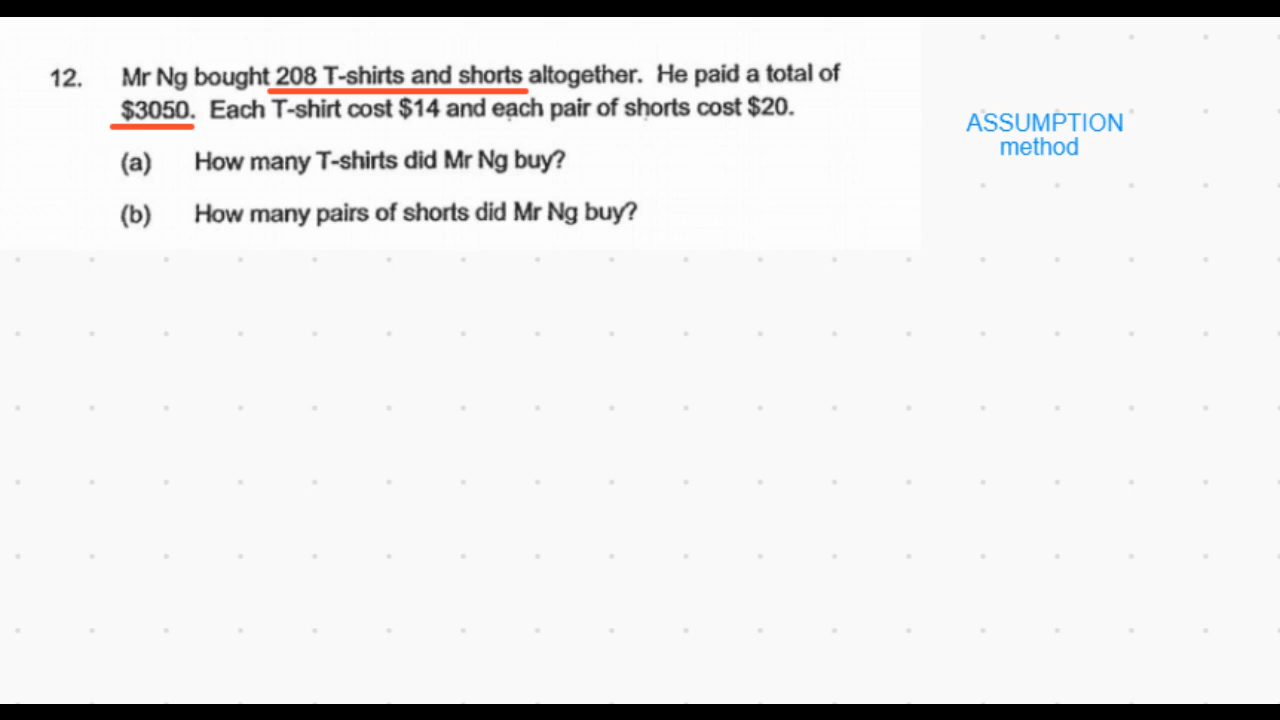 12. Mr Ng bought 208 T-shirts and shorts altogether. He paid a total of
$3050. Each T-shirt cost $14 and each pair of shorts cost $20.
(a) How many T-shirts did Mr Ng buy?
(b) How many pairs of shorts did Mr Ng buy?
ASSUMPTION
method